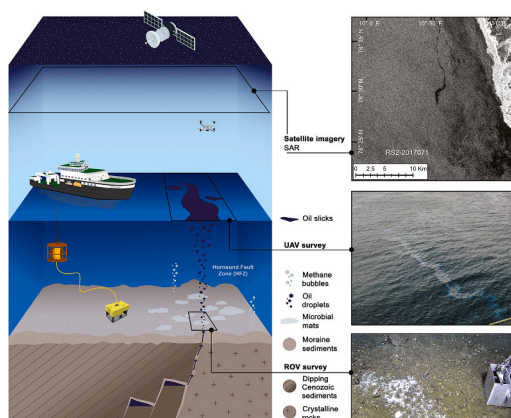 Satellite imagery
SAR
Oil slicks
UAV survey
Hornsund Fault
Zone (HFZ)
Methane
bubbles
Oil
droplets
Microbial
mats
Moraine
sediments
ROV survey
Dipping
Cenozoic
sediments
Crystalline
rocks
RS2-2017071
0 2.5 5 10 Km